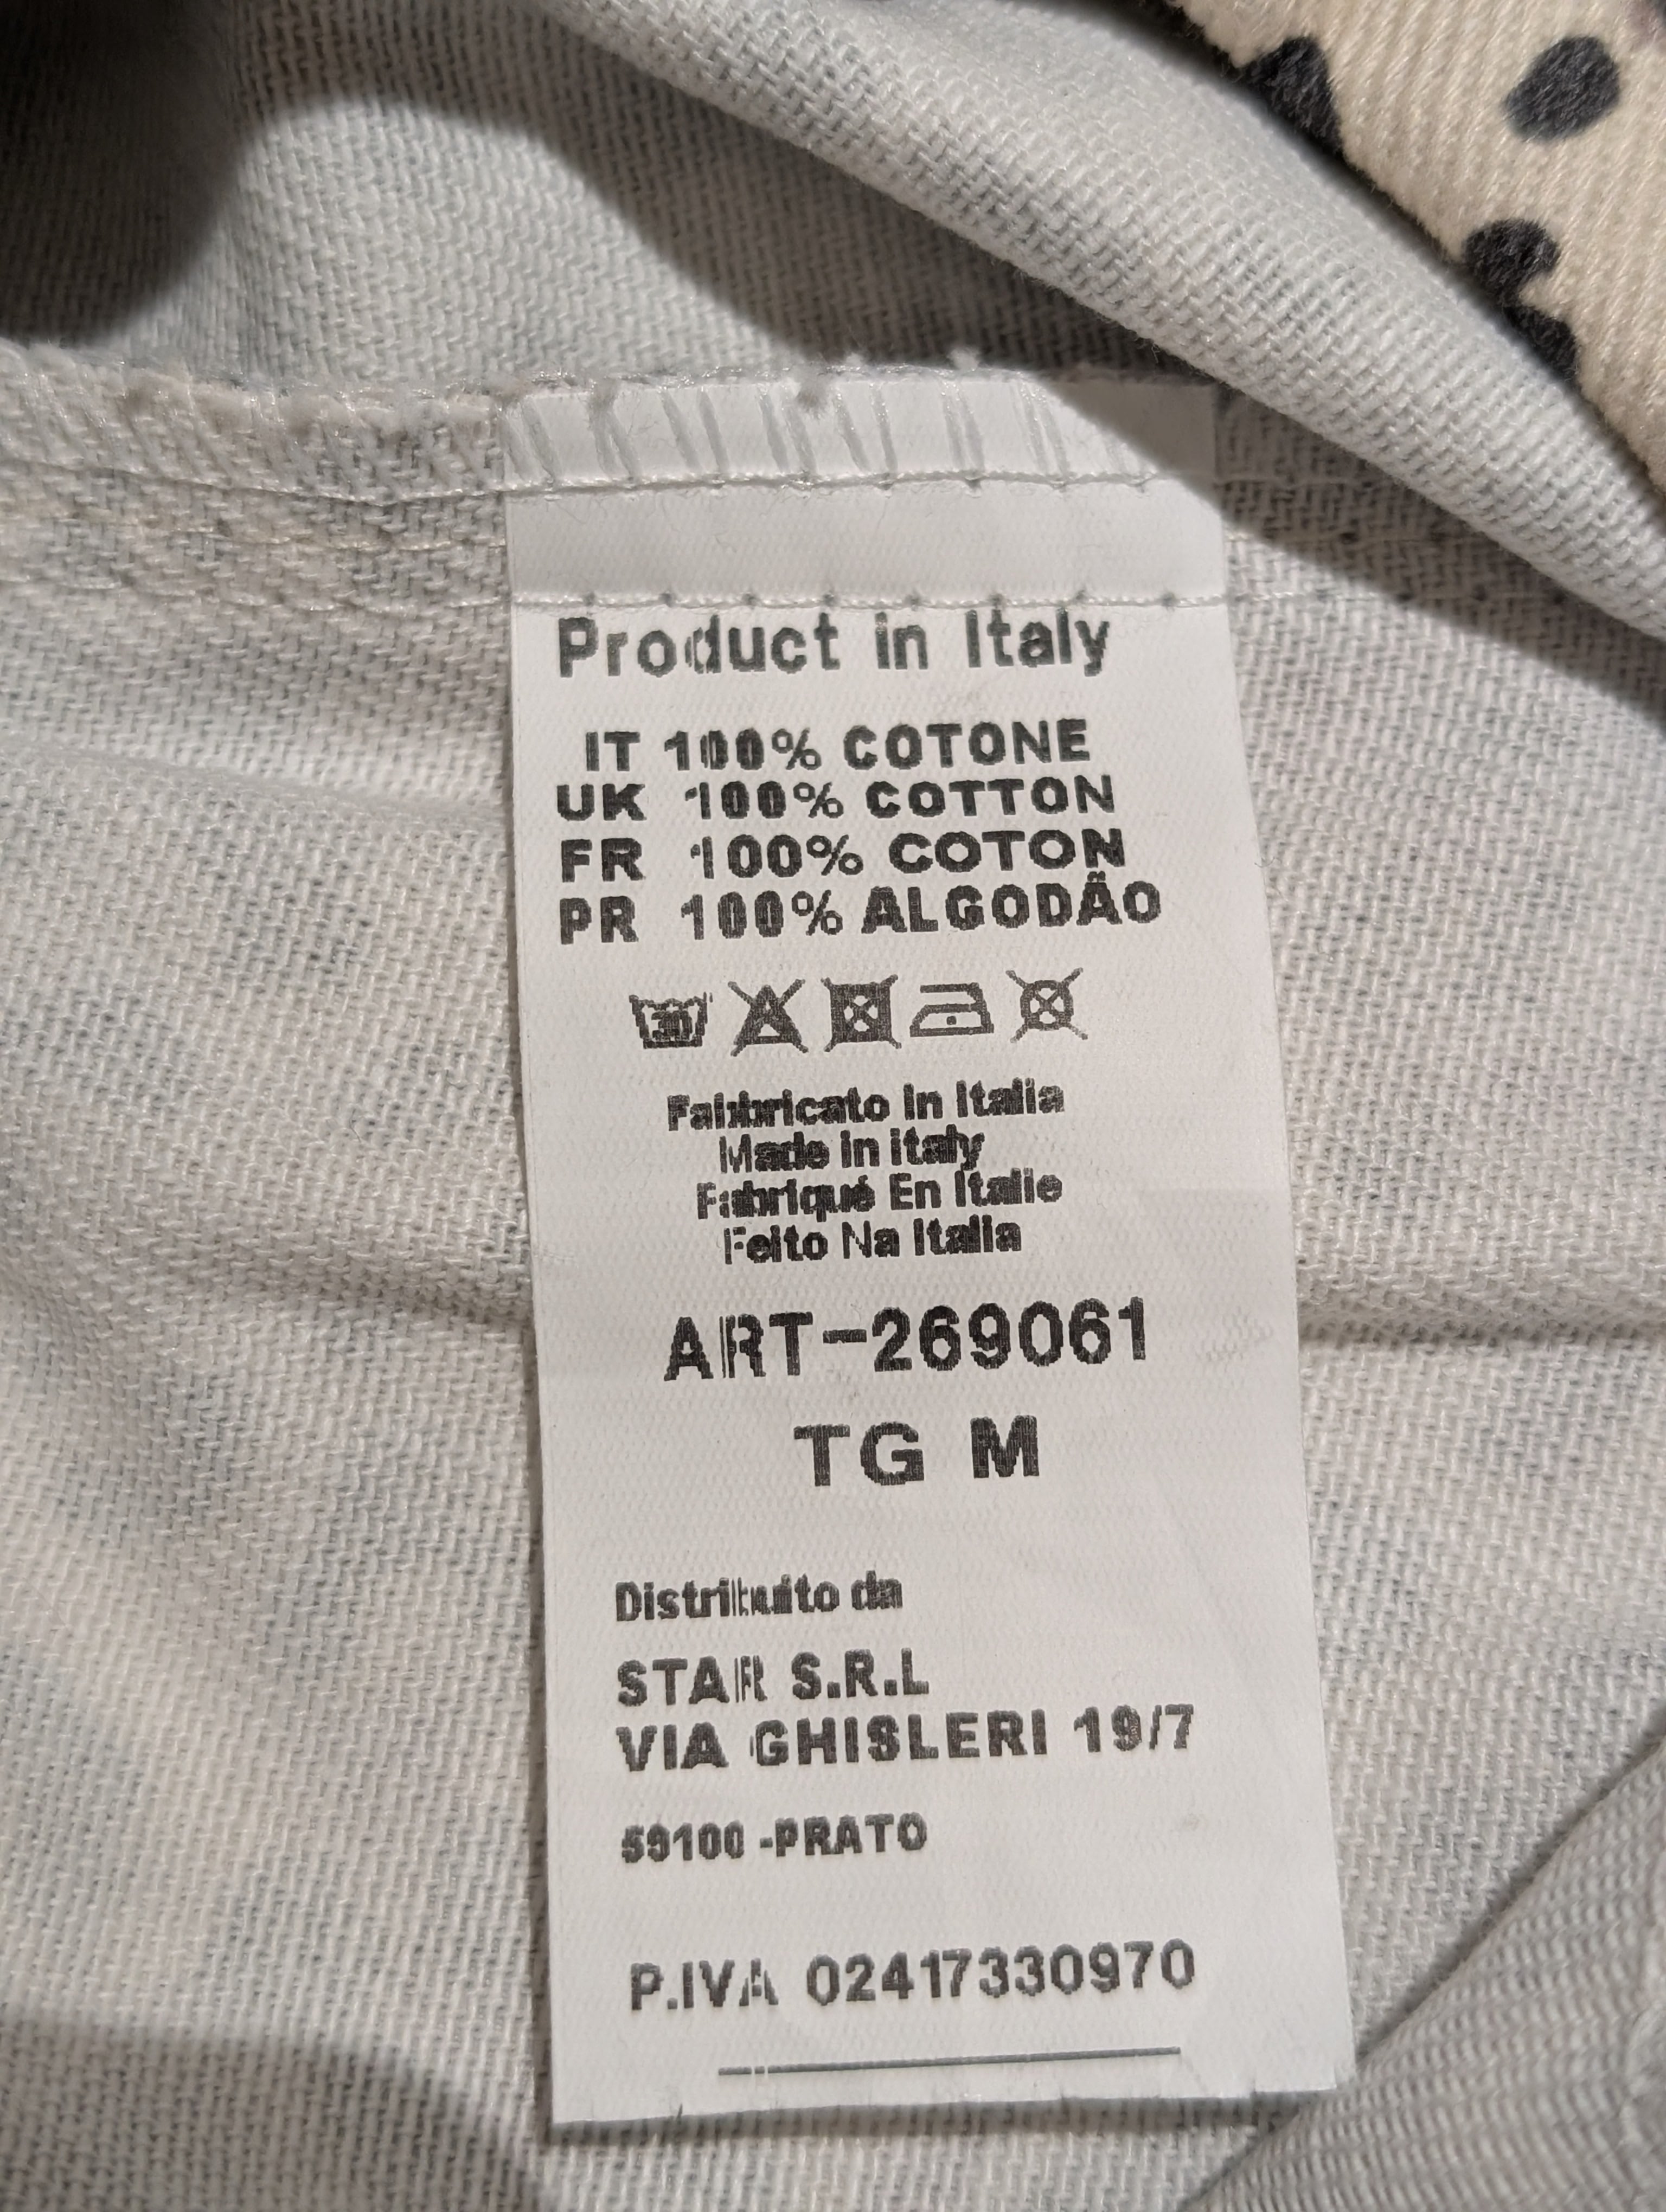 Product in Italy
IT 100% COTONE
UK 100% COTTON
FR 100% COTON
PR 100% ALGODÃO
30
Fabbricato In Italia
Made In italy
Fabriqué En Italie
Feito Na Italia
ART-269061
TG M
Distribuito da
STAR S.R.L
VIA GHISLERI 19/7
59100 -PRATO
P.IVA 02417330970